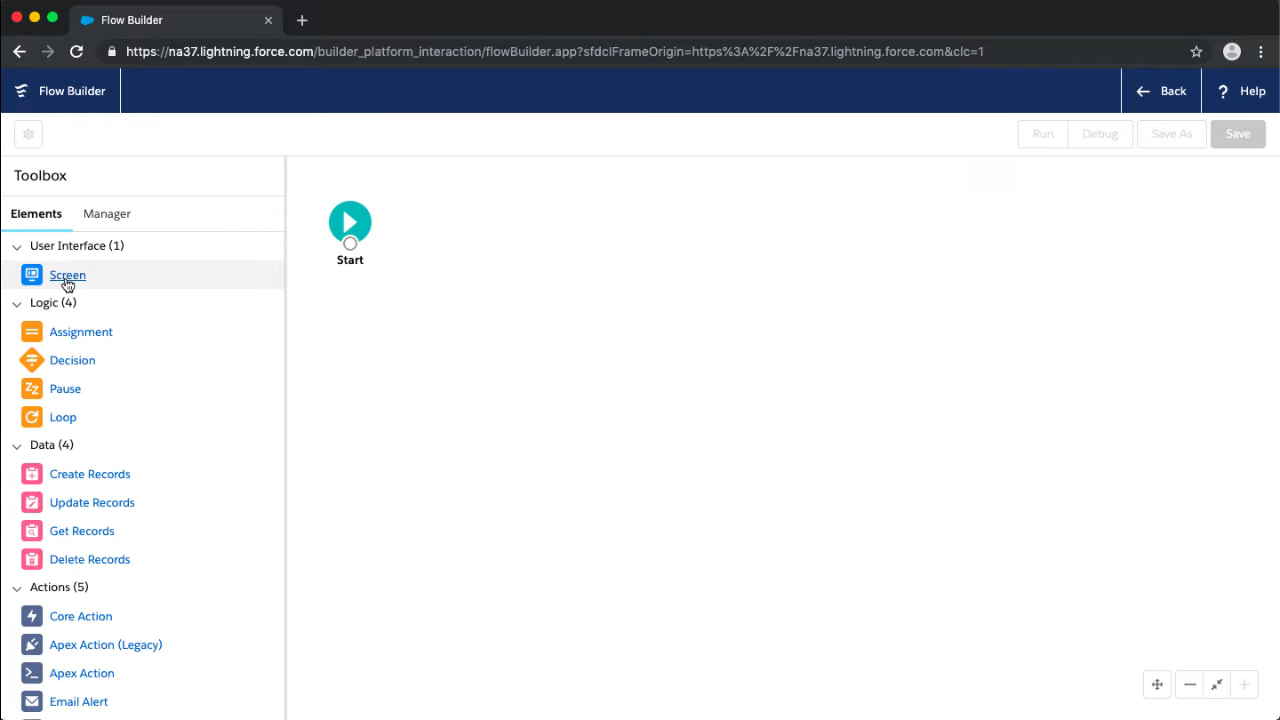 Flow Builder
https://na37.lightning.force.com/builder_platform_interaction/flowBuilder.app?sfdcIFrameOrigin=https%3A%2F%2Fna37.lightning.force.com&clc=1
Flow Builder
Back
? Help
Run
Debug
Save As
Save
Toolbox
Elements
Manager
User Interface (1)
Screen
Logic (4)
Assignment
Decision
Pause
Loop
Data (4)
Create Records
Update Records
Get Records
Delete Records
Actions (5)
Core Action
Apex Action (Legacy)
Apex Action
Email Alert
Start